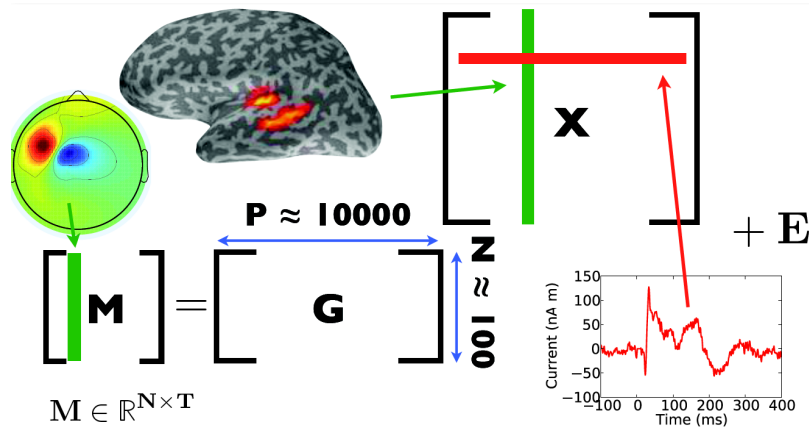 X
P ≈ 10000
+ E
M = G
N ≈ 100
M ∈ ℝ^{N×T}
Current (nA m)
150
100
50
0
−50
−100
−100 0 100 200 300 400
Time (ms)